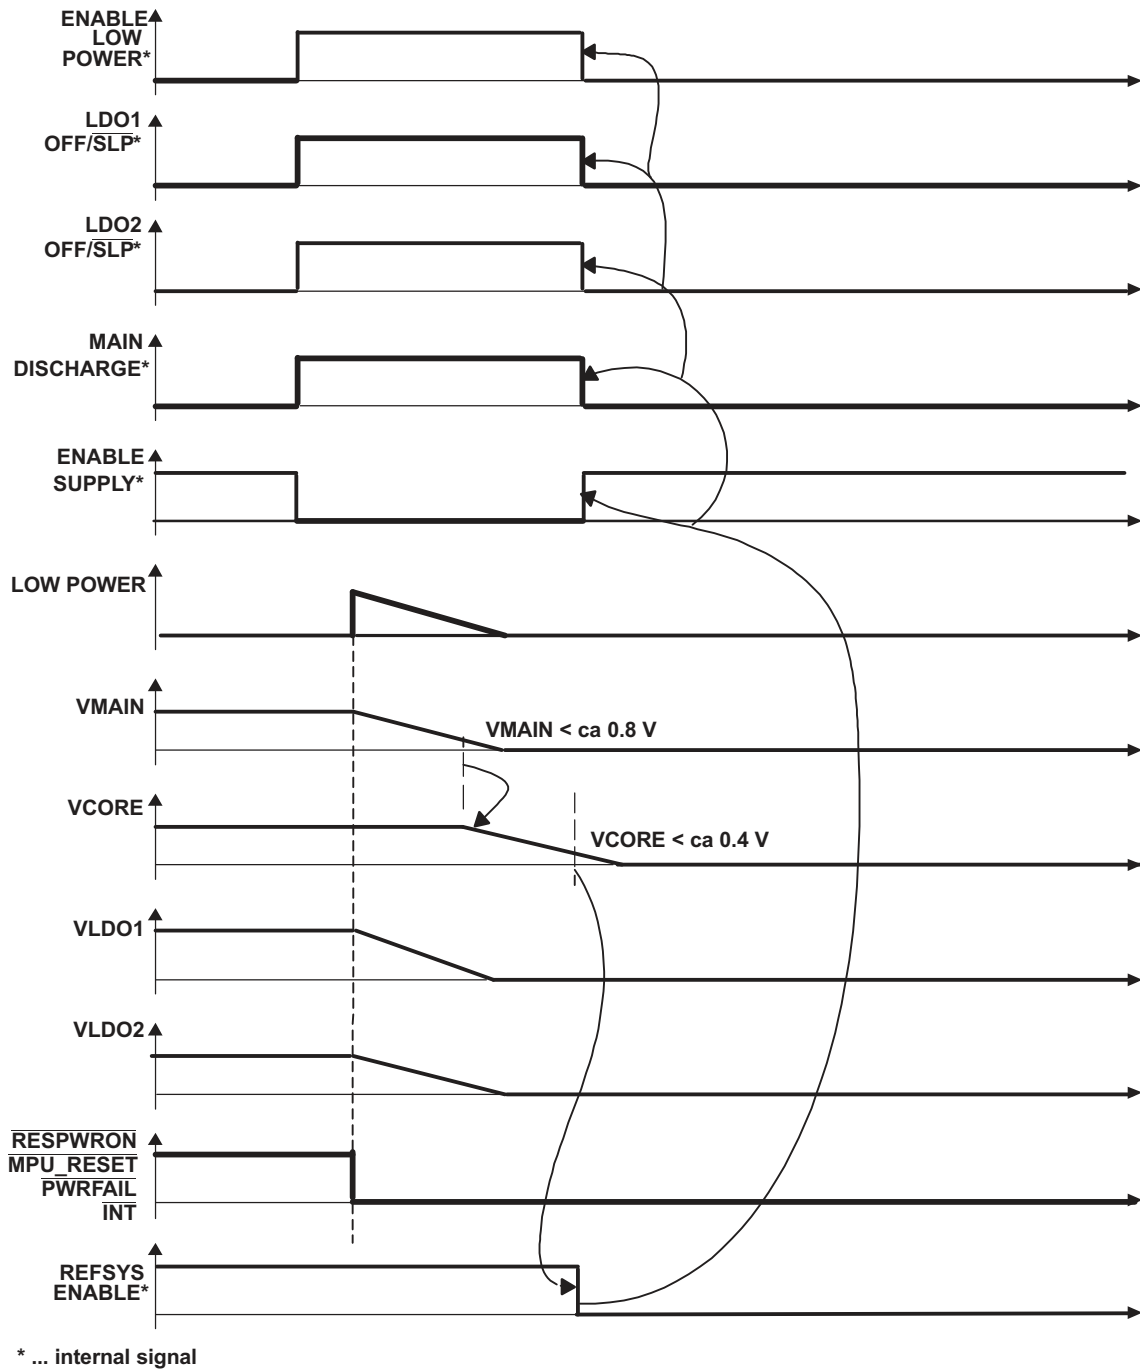 ENABLE
LOW
POWER*
LDO1
OFF/SLP*
LDO2
OFF/SLP*
MAIN
DISCHARGE*
ENABLE
SUPPLY*
LOW POWER
VMAIN
VMAIN < ca 0.8 V
VCORE
VCORE < ca 0.4 V
VLDO1
VLDO2
RESPWRON
MPU_RESET
PWRFAIL
INT
REFSYS
ENABLE*
* ... internal signal